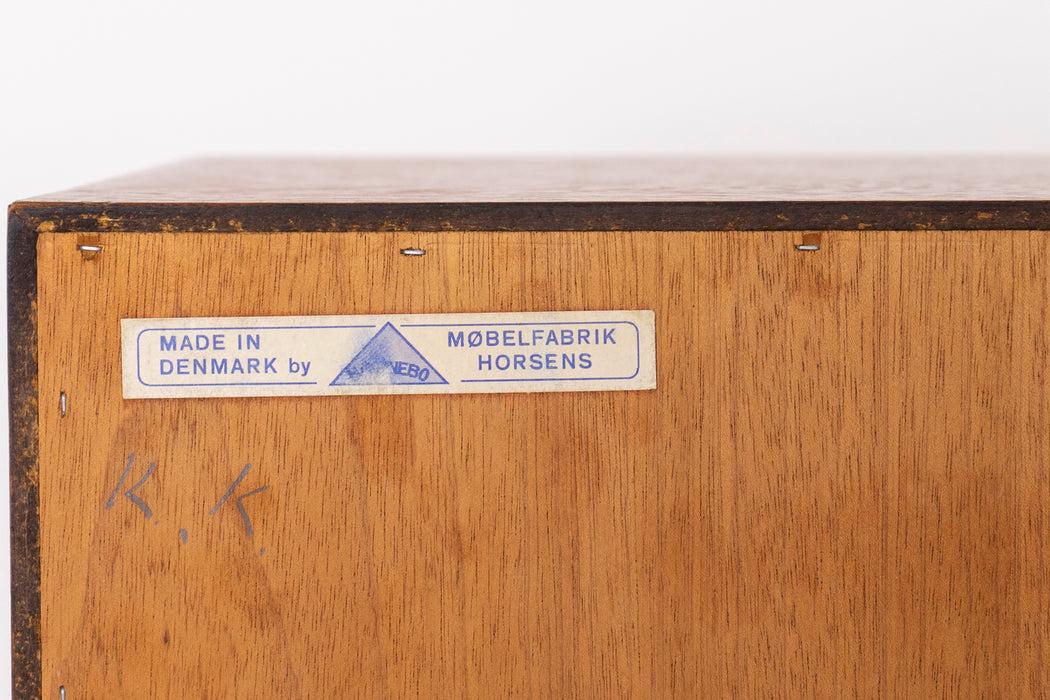 MADE IN
DENMARK by
MØBELFABRIK
HORSENS
K., K.